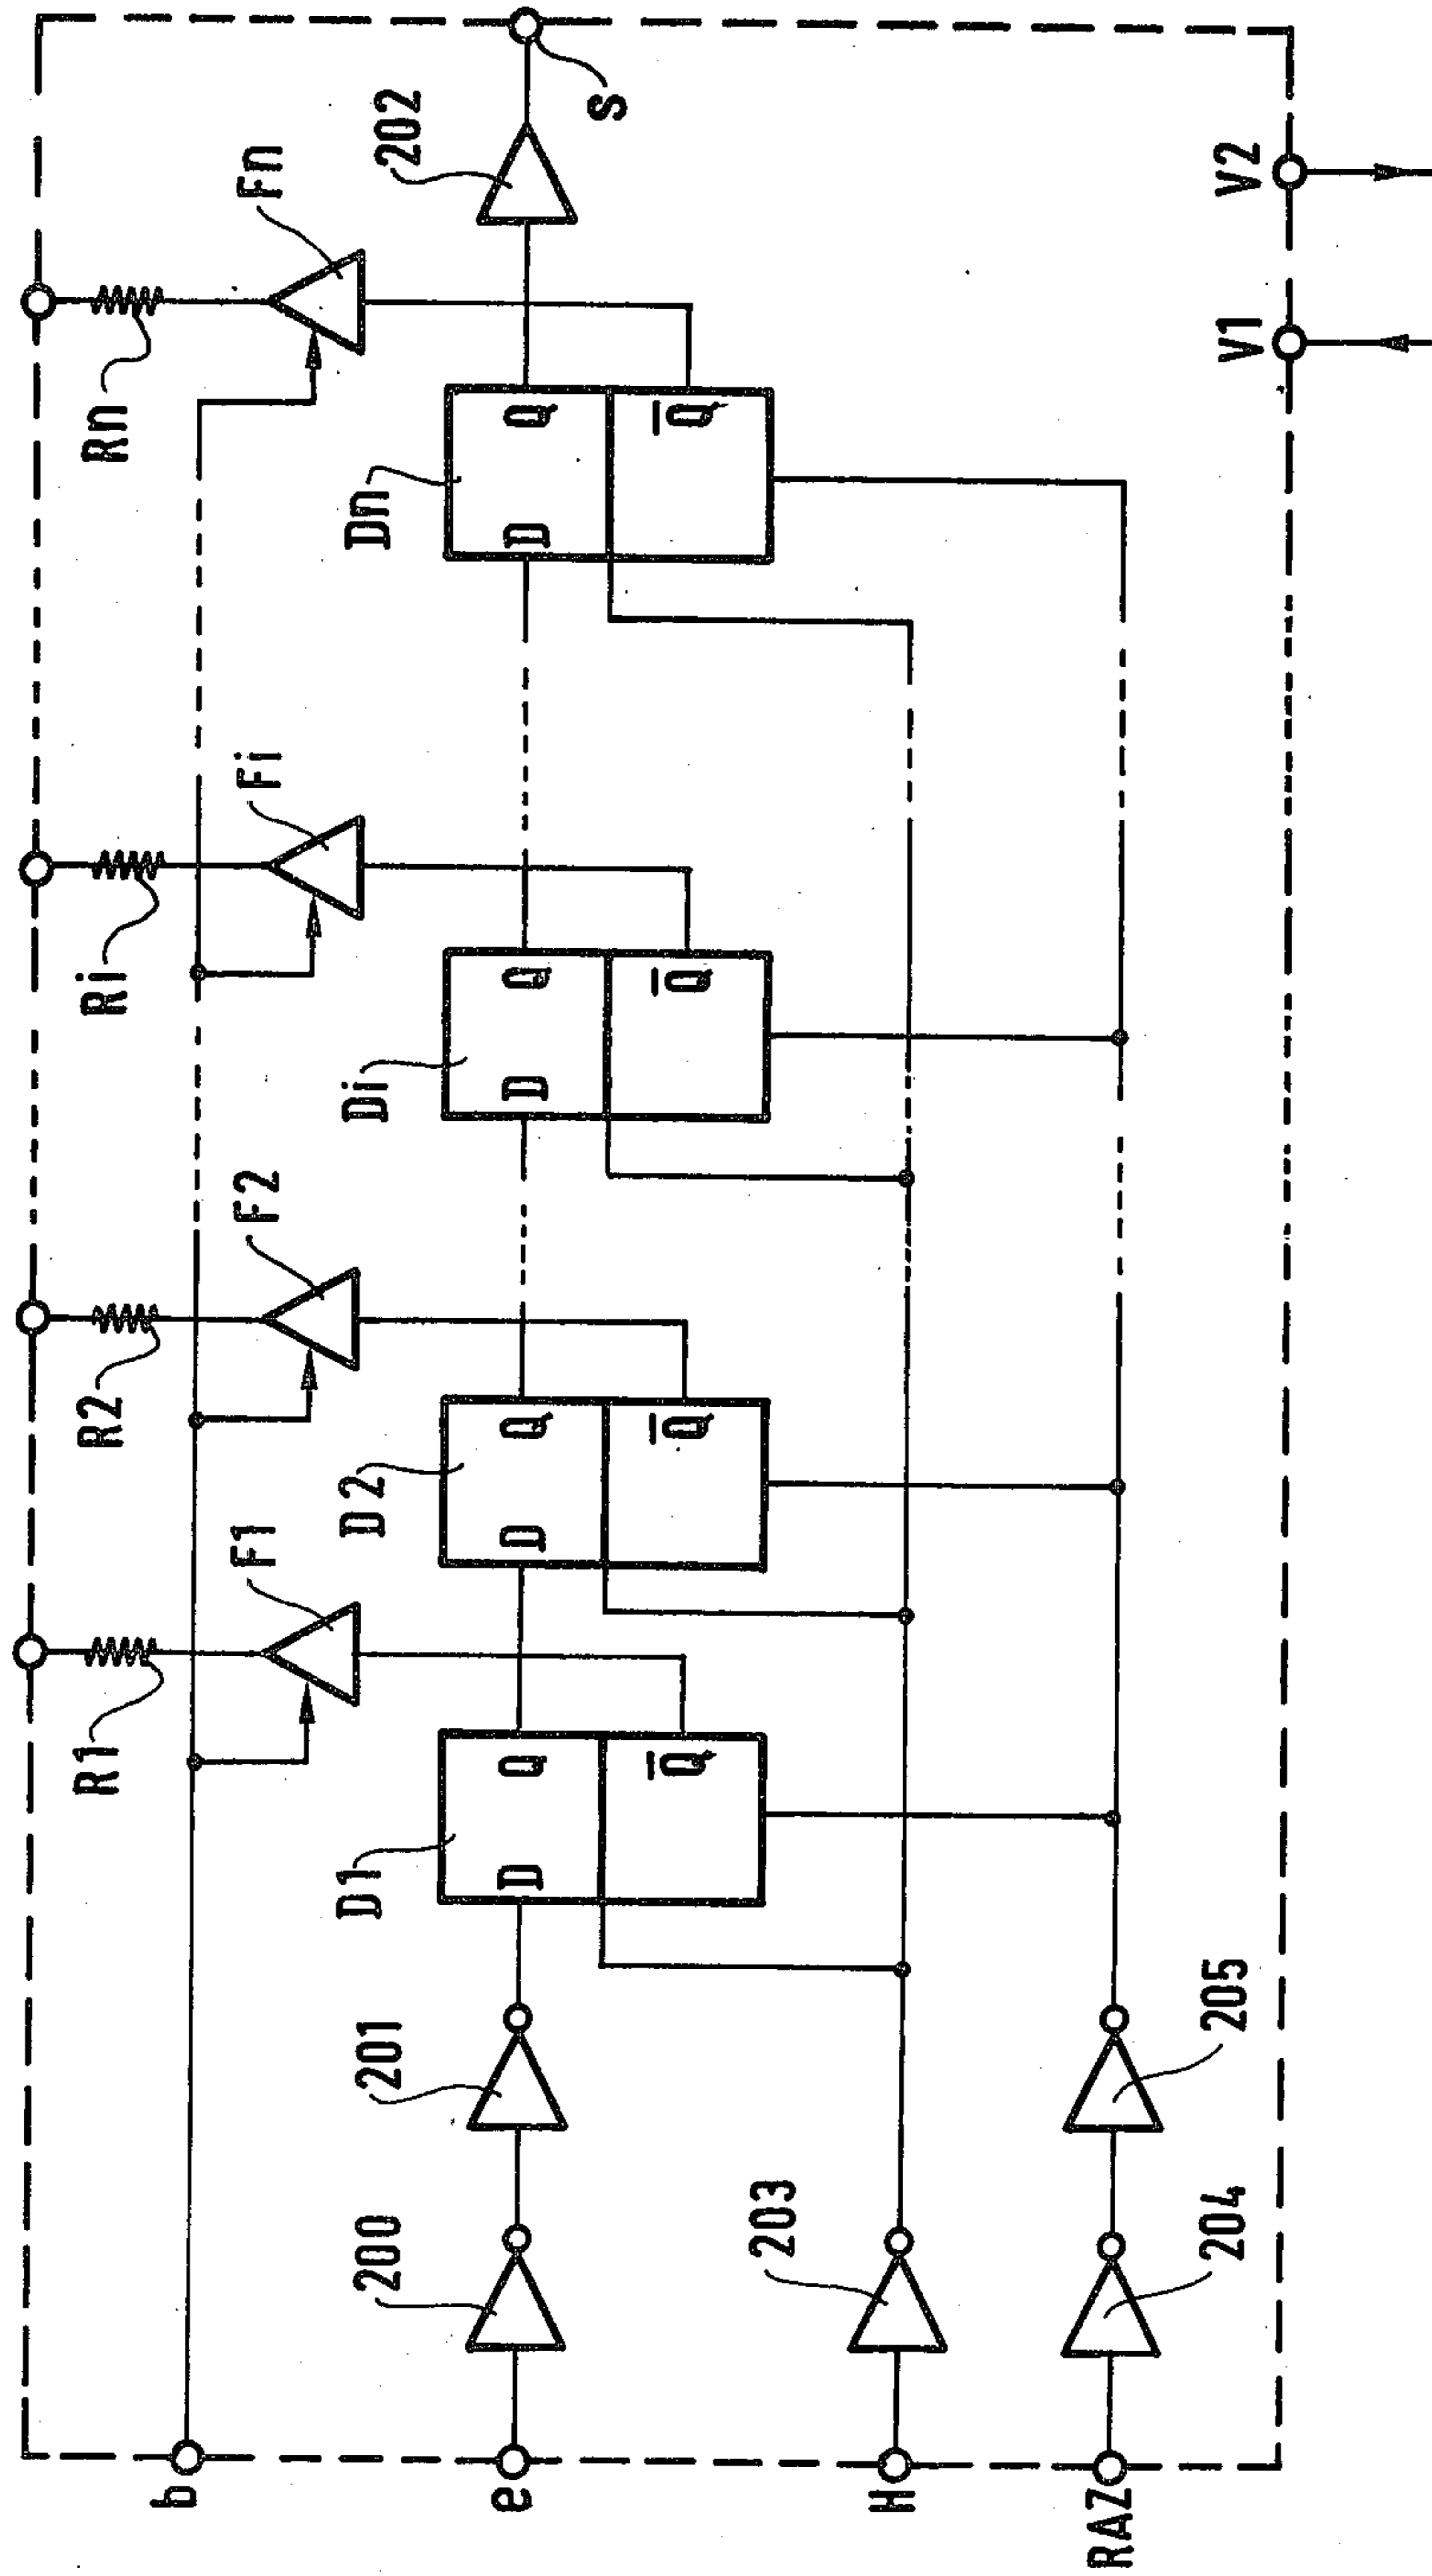 R1
R2
Ri
Rn
F1
F2
Fi
Fn
b
D1
D2
Di
Dn
200
201
202
e
D Q
D Q
D Q
D Q
S
Q̅
Q̅
Q̅
Q̅
203
H
204
205
RAZ
V1
V2